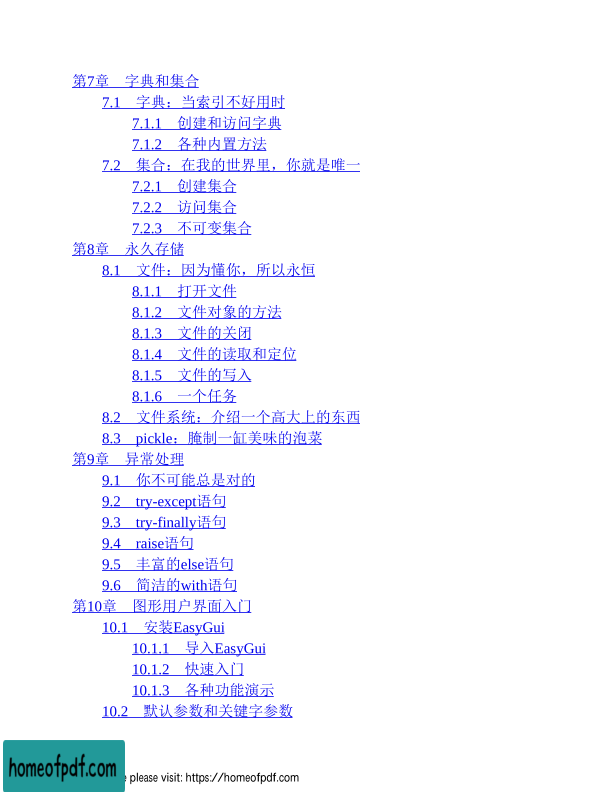 第7章 字典和集合
7.1 字典：当索引不好用时
7.1.1 创建和访问字典
7.1.2 各种内置方法
7.2 集合：在我的世界里，你就是唯一
7.2.1 创建集合
7.2.2 访问集合
7.2.3 不可变集合
第8章 永久存储
8.1 文件：因为懂你，所以永恒
8.1.1 打开文件
8.1.2 文件对象的方法
8.1.3 文件的关闭
8.1.4 文件的读取和定位
8.1.5 文件的写入
8.1.6 一个任务
8.2 文件系统：介绍一个高大上的东西
8.3 pickle：腌制一缸美味的泡菜
第9章 异常处理
9.1 你不可能总是对的
9.2 try-except语句
9.3 try-finally语句
9.4 raise语句
9.5 丰富的else语句
9.6 简洁的with语句
第10章 图形用户界面入门
10.1 安装EasyGui
10.1.1 导入EasyGui
10.1.2 快速入门
10.1.3 各种功能演示
10.2 默认参数和关键字参数
homeofpdf.com
please visit: https://homeofpdf.com